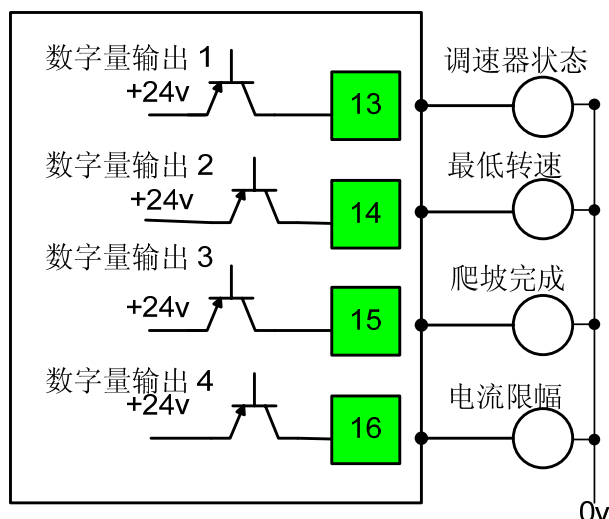 数字量输出 1
+24v
13
调速器状态
数字量输出 2
+24v
14
最低转速
数字量输出 3
+24v
15
爬坡完成
数字量输出 4
+24v
16
电流限幅
0v